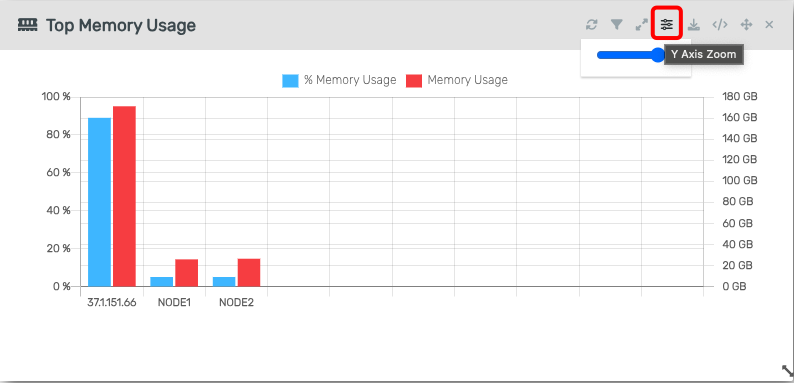 Top Memory Usage
Y Axis Zoom
% Memory Usage Memory Usage
100 % 180 GB
160 GB
80 % 140 GB
120 GB
60 % 100 GB
80 GB
40 % 60 GB
40 GB
20 % 20 GB
0 % 0 GB
37.1.151.66 NODE1 NODE2